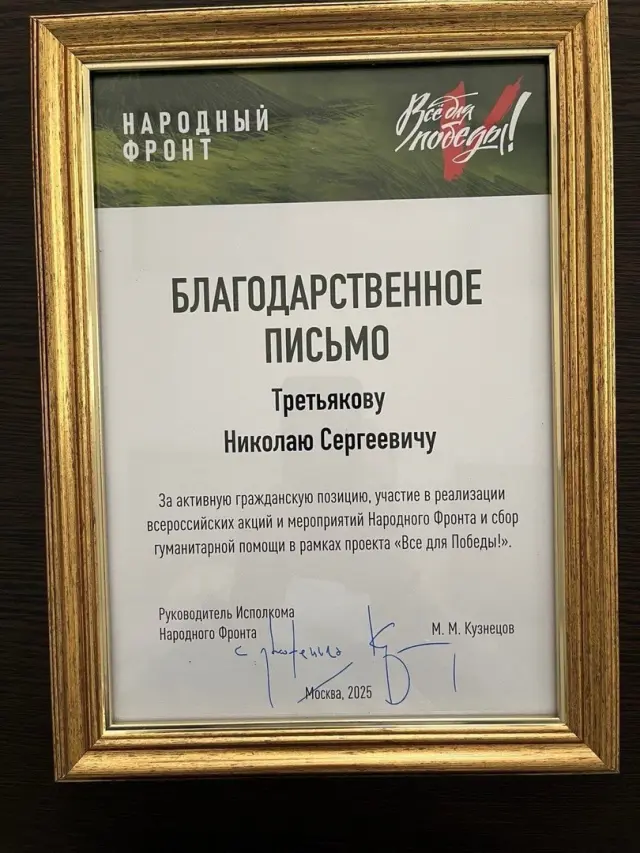 НАРОДНЫЙ
ФРОНТ
Всё для
победы!
БЛАГОДАРСТВЕННОЕ
ПИСЬМО
Третьякову
Николаю Сергеевичу
За активную гражданскую позицию, участие в реализации
всероссийских акций и мероприятий Народного Фронта и сбор
гуманитарной помощи в рамках проекта «Все для Победы!».
Руководитель Исполкома
Народного Фронта
М. М. Кузнецов
с уважением
Москва, 2025